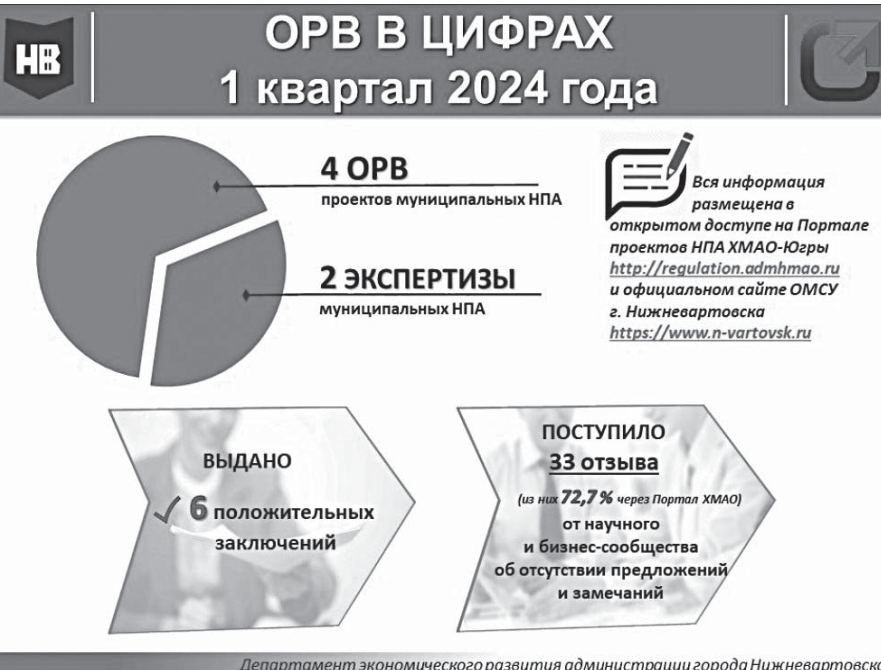 НВ
ОРВ В ЦИФРАХ
1 квартал 2024 года
4 ОРВ
проектов муниципальных НПА
2 ЭКСПЕРТИЗЫ
муниципальных НПА
Вся информация
размещена в
открытом доступе на Портале
проектов НПА ХМАО-Югры
http://regulation.admhmao.ru
и официальном сайте ОМСУ
г. Нижневартовска
https://www.n-vartovsk.ru
ВЫДАНО
✓ 6 положительных
заключений
ПОСТУПИЛО
33 отзыва
(из них 72,7 % через Портал ХМАО)
от научного
и бизнес-сообщества
об отсутствии предложений
и замечаний
Департамент экономического развития администрации города Нижневартовска